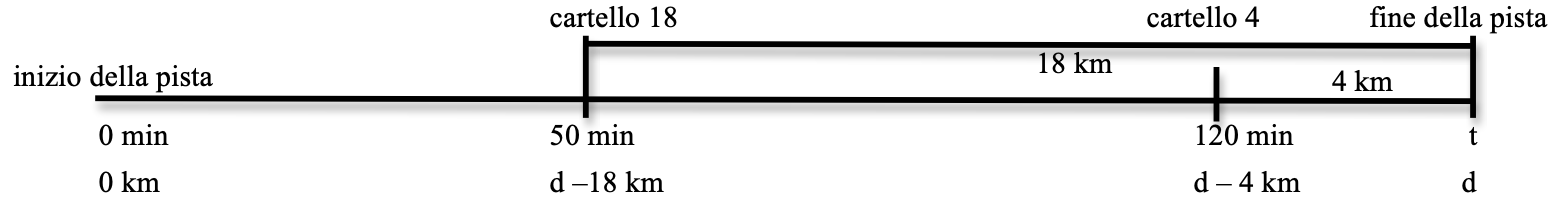 cartello 18 cartello 4 fine della pista
18 km
inizio della pista 4 km
0 min 50 min 120 min t
0 km d –18 km d – 4 km d